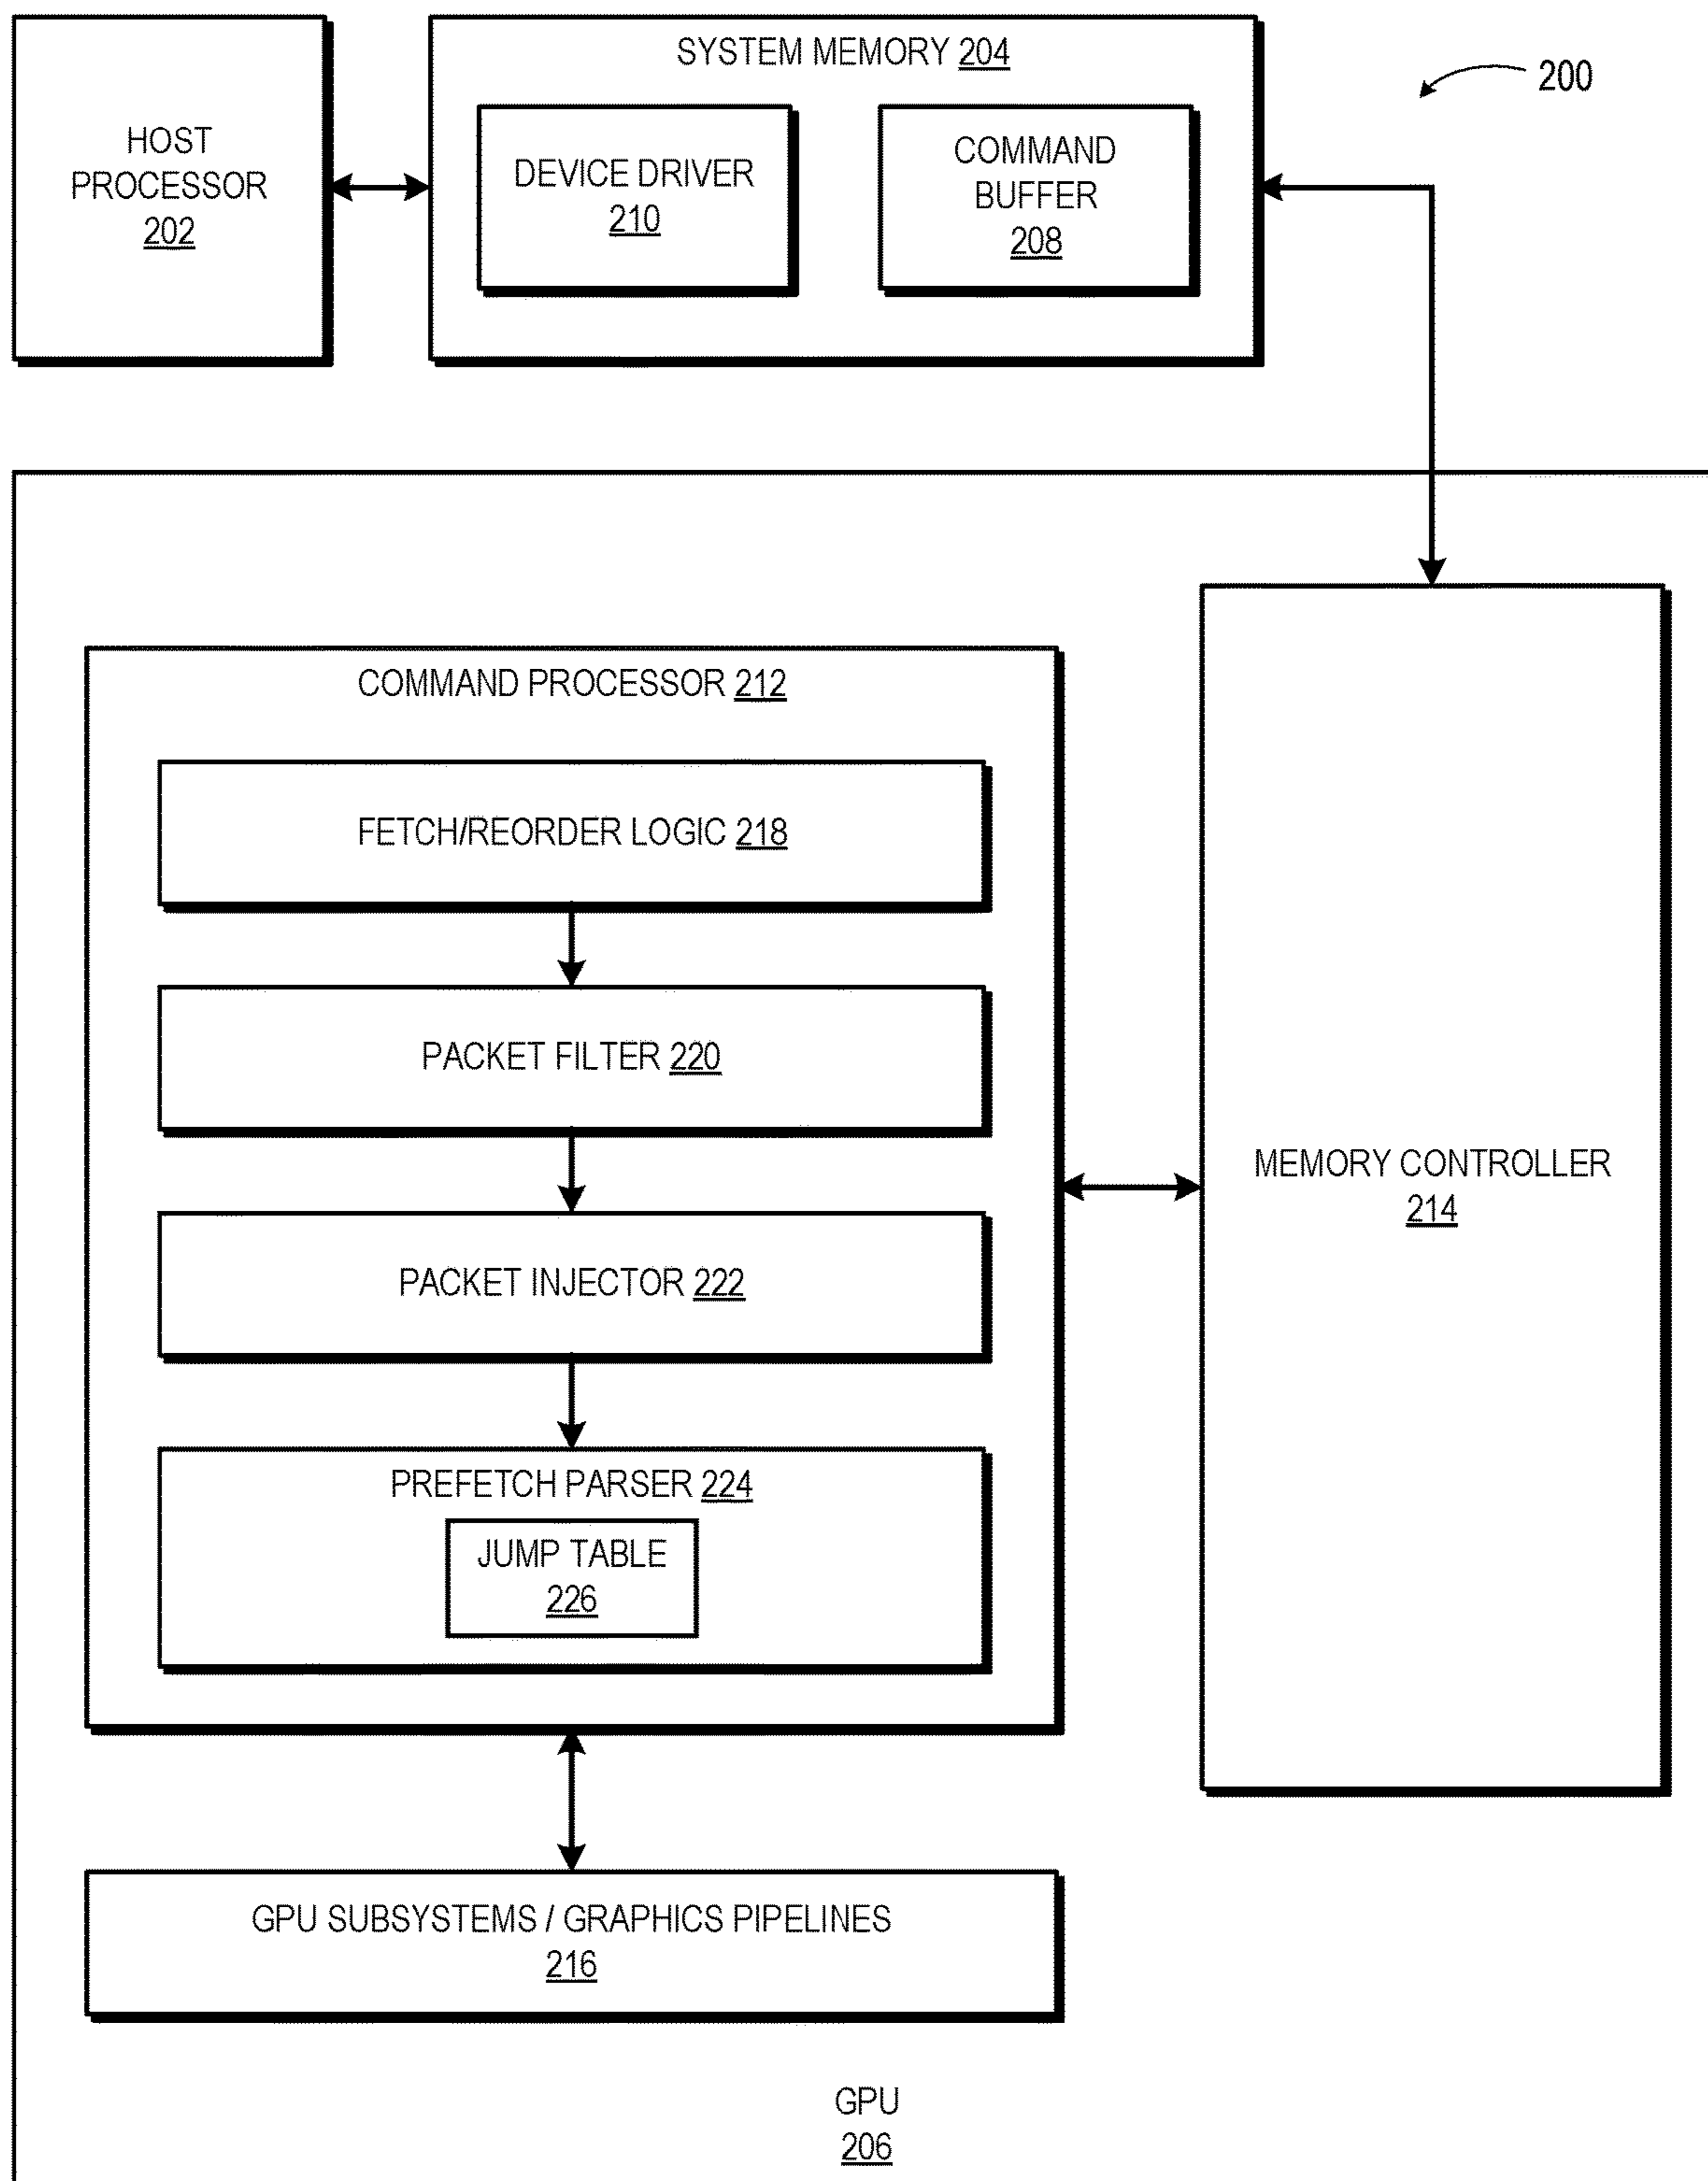 SYSTEM MEMORY 204
200
HOST
PROCESSOR
202
DEVICE DRIVER
210
COMMAND
BUFFER
208
COMMAND PROCESSOR 212
FETCH/REORDER LOGIC 218
PACKET FILTER 220
PACKET INJECTOR 222
PREFETCH PARSER 224
JUMP TABLE
226
MEMORY CONTROLLER
214
GPU SUBSYSTEMS / GRAPHICS PIPELINES
216
GPU
206